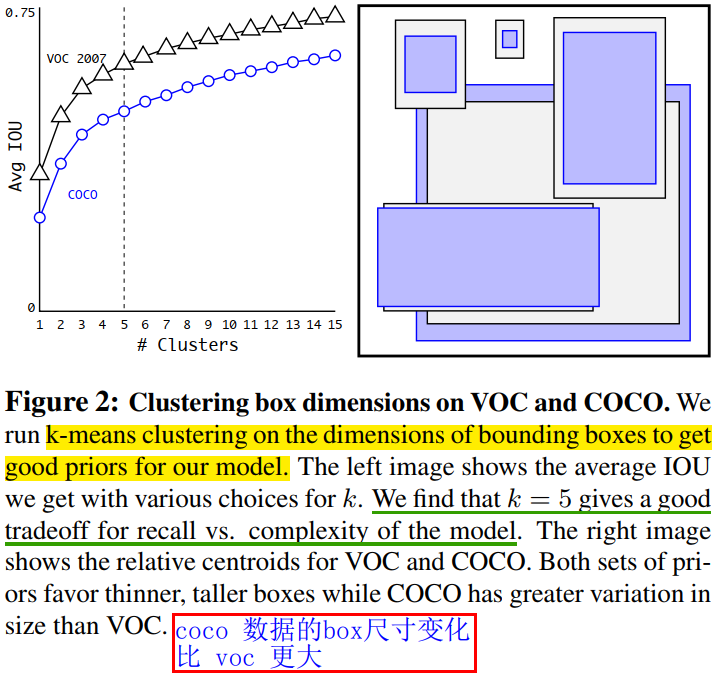 0.75
VOC 2007
COCO
Avg IOU
0
1 2 3 4 5 6 7 8 9 10 11 12 13 14 15
# Clusters
Figure 2: Clustering box dimensions on VOC and COCO. We
run k-means clustering on the dimensions of bounding boxes to get
good priors for our model. The left image shows the average IOU
we get with various choices for k. We find that k = 5 gives a good
tradeoff for recall vs. complexity of the model. The right image
shows the relative centroids for VOC and COCO. Both sets of pri-
ors favor thinner, taller boxes while COCO has greater variation in
size than VOC.
coco 数据的box尺寸变化
比 voc 更大